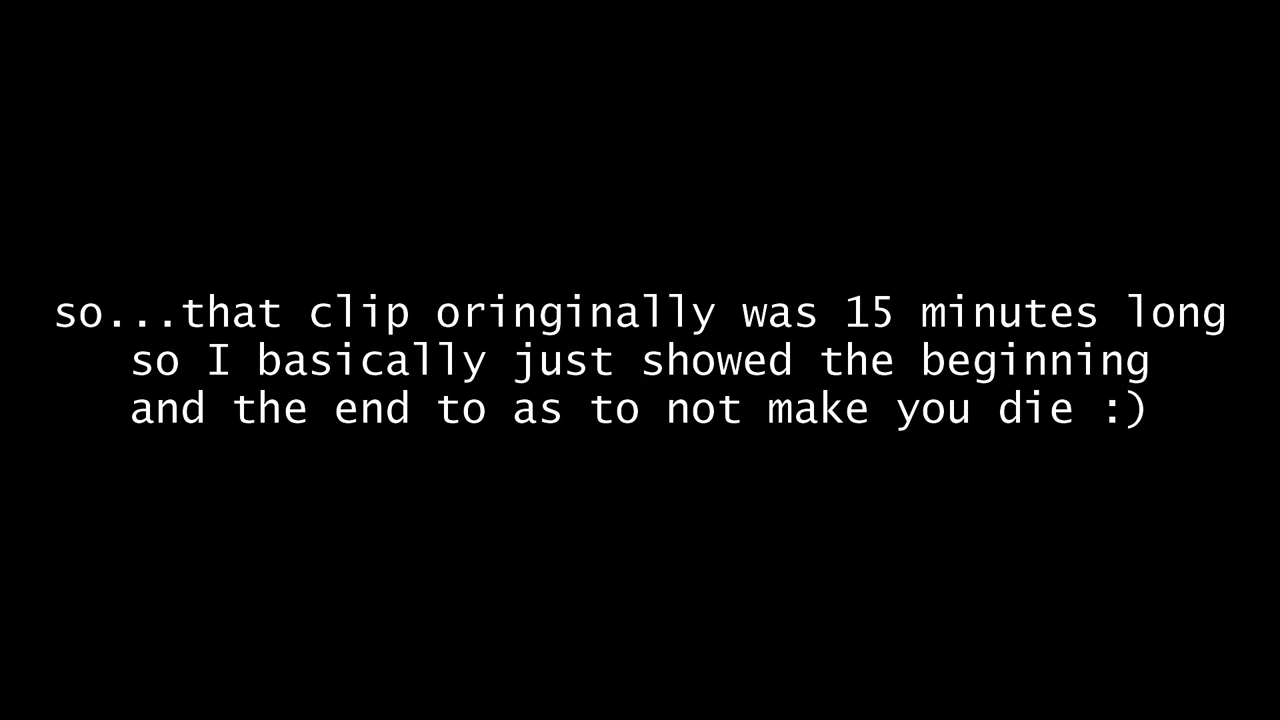 so...that clip oringinally was 15 minutes long
so I basically just showed the beginning
and the end to as to not make you die :)